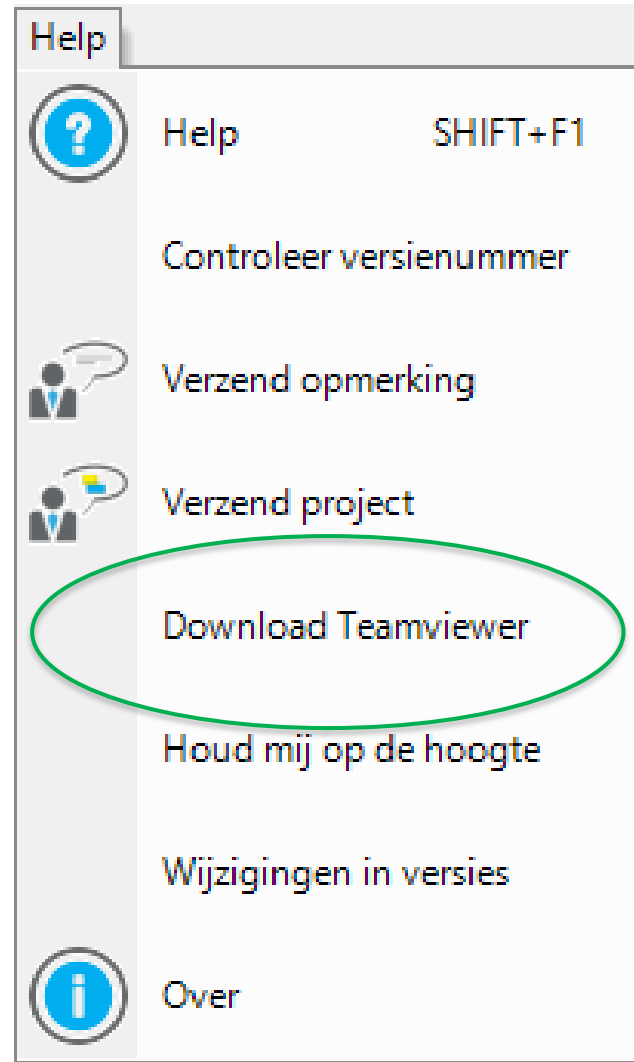 Help
Help SHIFT+F1
Controleer versienummer
Verzend opmerking
Verzend project
Download Teamviewer
Houd mij op de hoogte
Wijzigingen in versies
Over